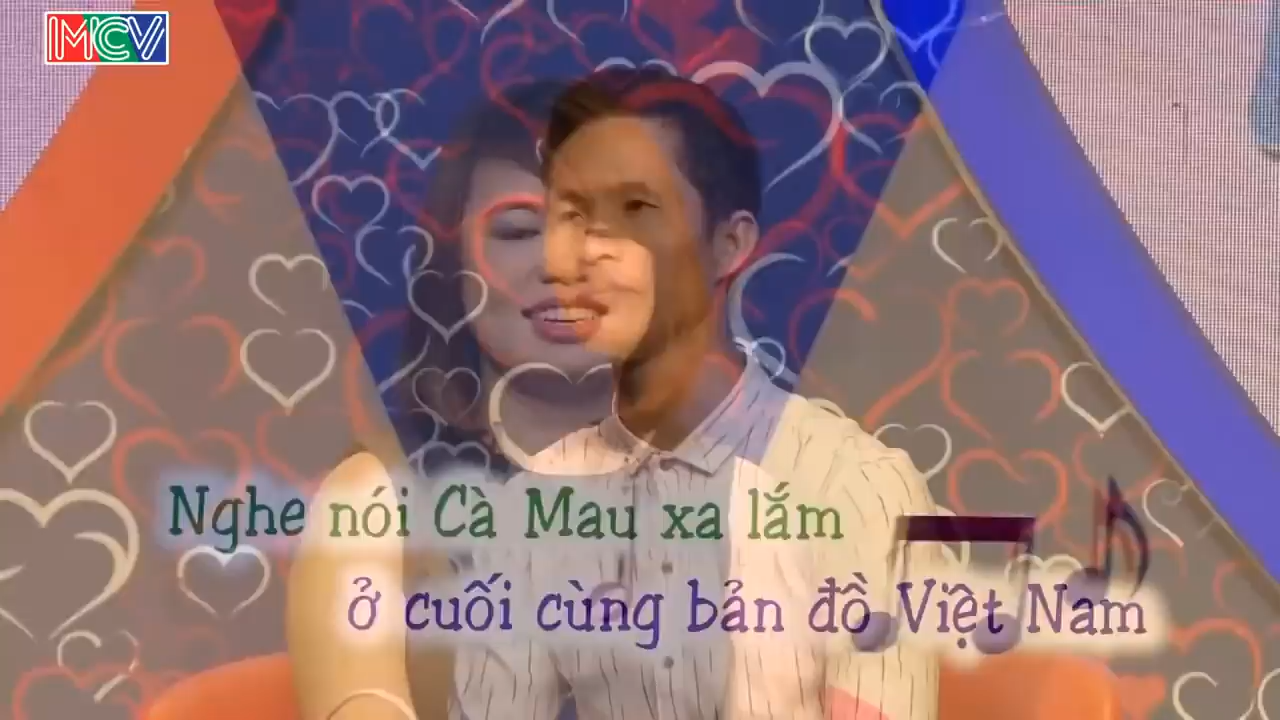 MCV
Nghe nói Cà Mau xa lắm
ở cuối cùng bản đồ Việt Nam